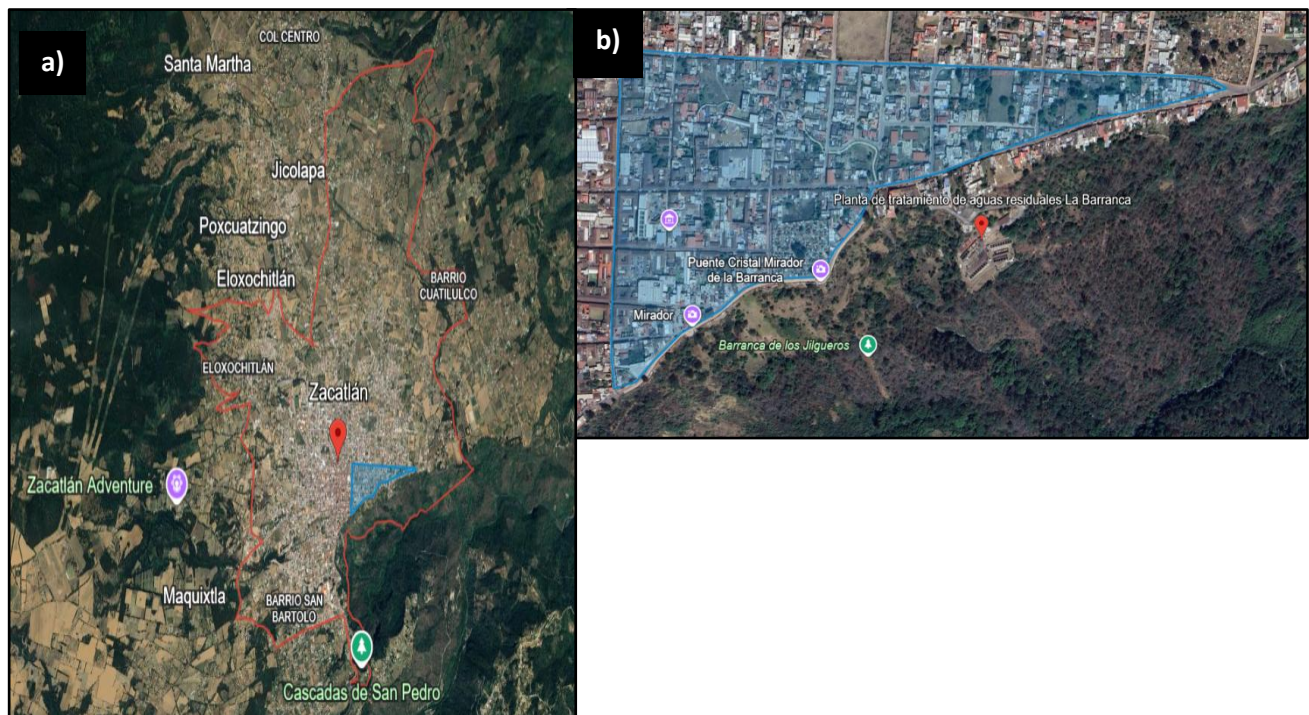 a)
COL CENTRO
Santa Martha
Jicolapa
Poxcuatzingo
Eloxochitlán
BARRIO
CUATILULCO
ELOXOCHITLÁN
Zacatlán
Zacatlán Adventure
Maquixtla
BARRIO SAN
BARTOLO
Cascadas de San Pedro
b)
Planta de tratamiento de aguas residuales La Barranca
Puente Cristal Mirador
de la Barranca
Mirador
Barranca de los Jilgueros